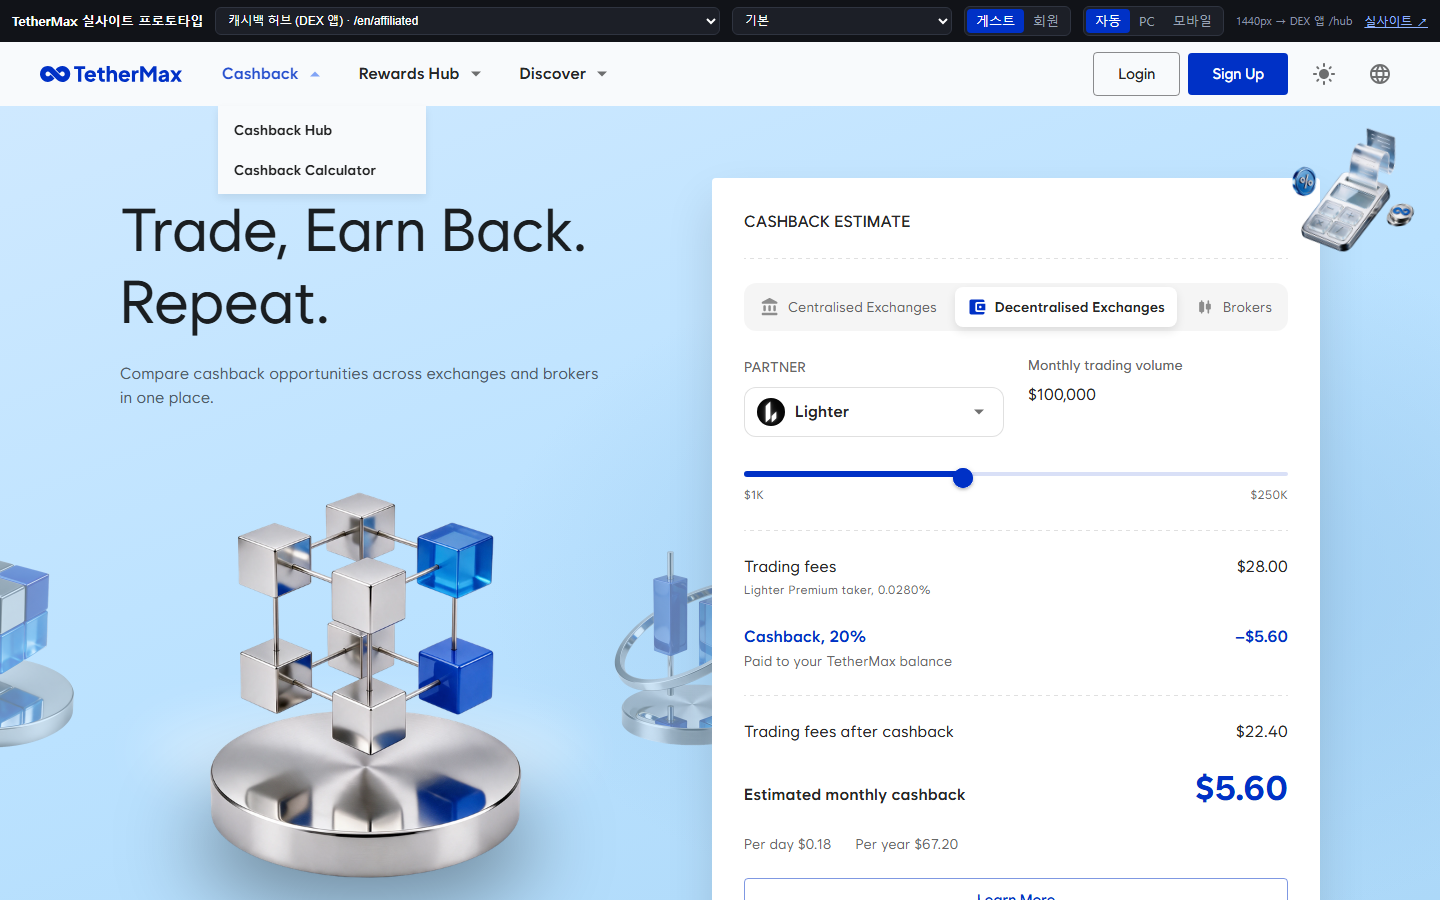 TetherMax 실사이트 프로토타입
캐시백 허브 (DEX 앱) · /en/affiliated
기본
게스트 회원
자동 PC 모바일
1440px → DEX 앱 /hub
실사이트 ↗
TetherMax
Cashback
Rewards Hub
Discover
Login
Sign Up
Cashback Hub
Cashback Calculator
Trade, Earn Back.
Repeat.
Compare cashback opportunities across exchanges and brokers
in one place.
CASHBACK ESTIMATE
Centralised Exchanges
Decentralised Exchanges
Brokers
PARTNER
Lighter
Monthly trading volume
$100,000
$1K
$250K
Trading fees
$28.00
Lighter Premium taker, 0.0280%
Cashback, 20%
–$5.60
Paid to your TetherMax balance
Trading fees after cashback
$22.40
Estimated monthly cashback
$5.60
Per day $0.18
Per year $67.20
Learn More